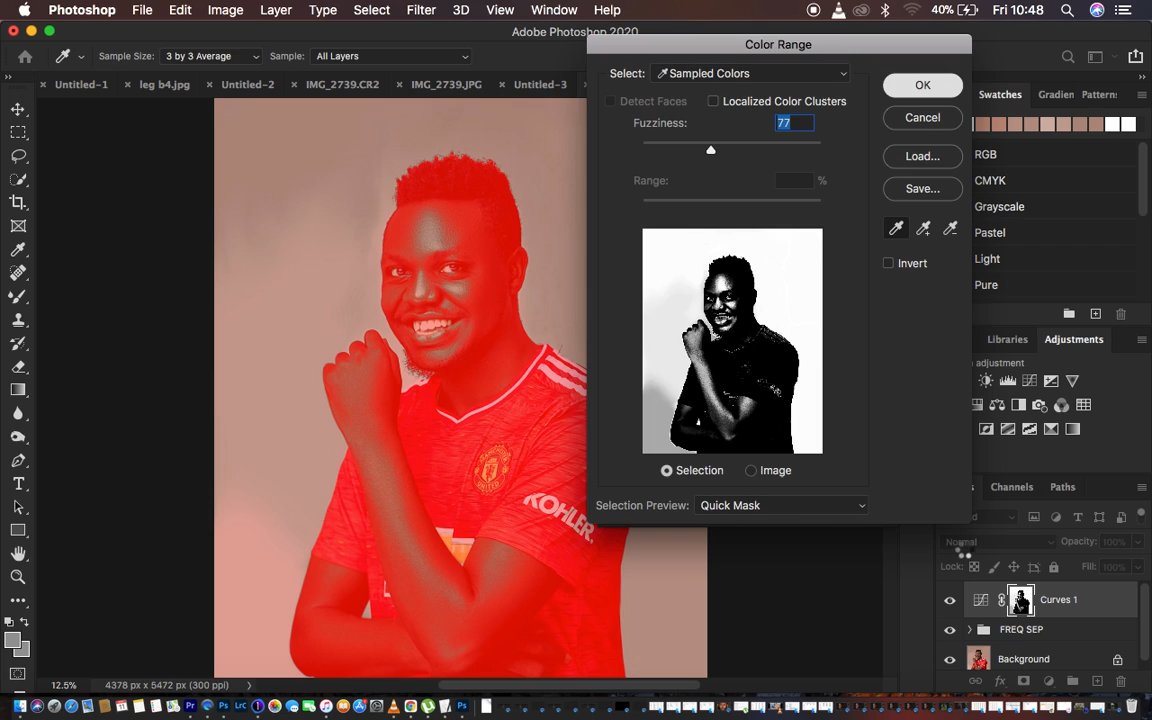 Photoshop File Edit Image Layer Type Select Filter 3D View Window Help 40% Fri 10:48
Adobe Photoshop 2020
Sample Size: 3 by 3 Average Sample: All Layers
Untitled-1 leg b4.jpg Untitled-2 IMG_2739.CR2 IMG_2739.JPG Untitled-3
Color Range
Select: Sampled Colors
Detect Faces Localized Color Clusters
Fuzziness: 77
Range: %
OK
Cancel
Load...
Save...
Invert
Selection Image
Selection Preview: Quick Mask
Swatches Gradien Pattern:
RGB
CMYK
Grayscale
Pastel
Light
Pure
Libraries Adjustments
adjustment
Channels Paths
Normal Opacity: 100%
Lock: Fill: 100%
Curves 1
FREQ SEP
Background
MANCHESTER
UNITED
KOHLER.
12.5% 4378 px x 5472 px (300 ppi)